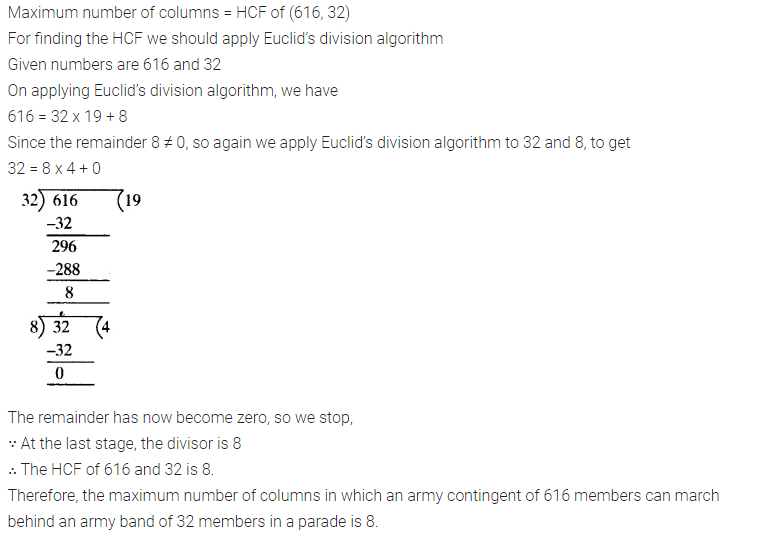 Maximum number of columns = HCF of (616, 32)
For finding the HCF we should apply Euclid’s division algorithm
Given numbers are 616 and 32
On applying Euclid’s division algorithm, we have
616 = 32 x 19 + 8
Since the remainder 8 ≠ 0, so again we apply Euclid’s division algorithm to 32 and 8, to get
32 = 8 x 4 + 0
32) 616 (19
–32
296
–288
8
8) 32 (4
–32
0
The remainder has now become zero, so we stop,
∵ At the last stage, the divisor is 8
∴ The HCF of 616 and 32 is 8.
Therefore, the maximum number of columns in which an army contingent of 616 members can march
behind an army band of 32 members in a parade is 8.